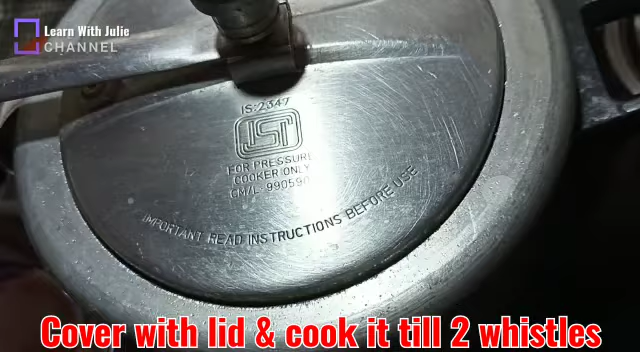 Learn With Julie
CHANNEL
IS:2347
ISI
FOR PRESSURE
COOKER ONLY
CM/L:
IMPORTANT READ INSTRUCTIONS BEFORE USE
Cover with lid & cook it till 2 whistles